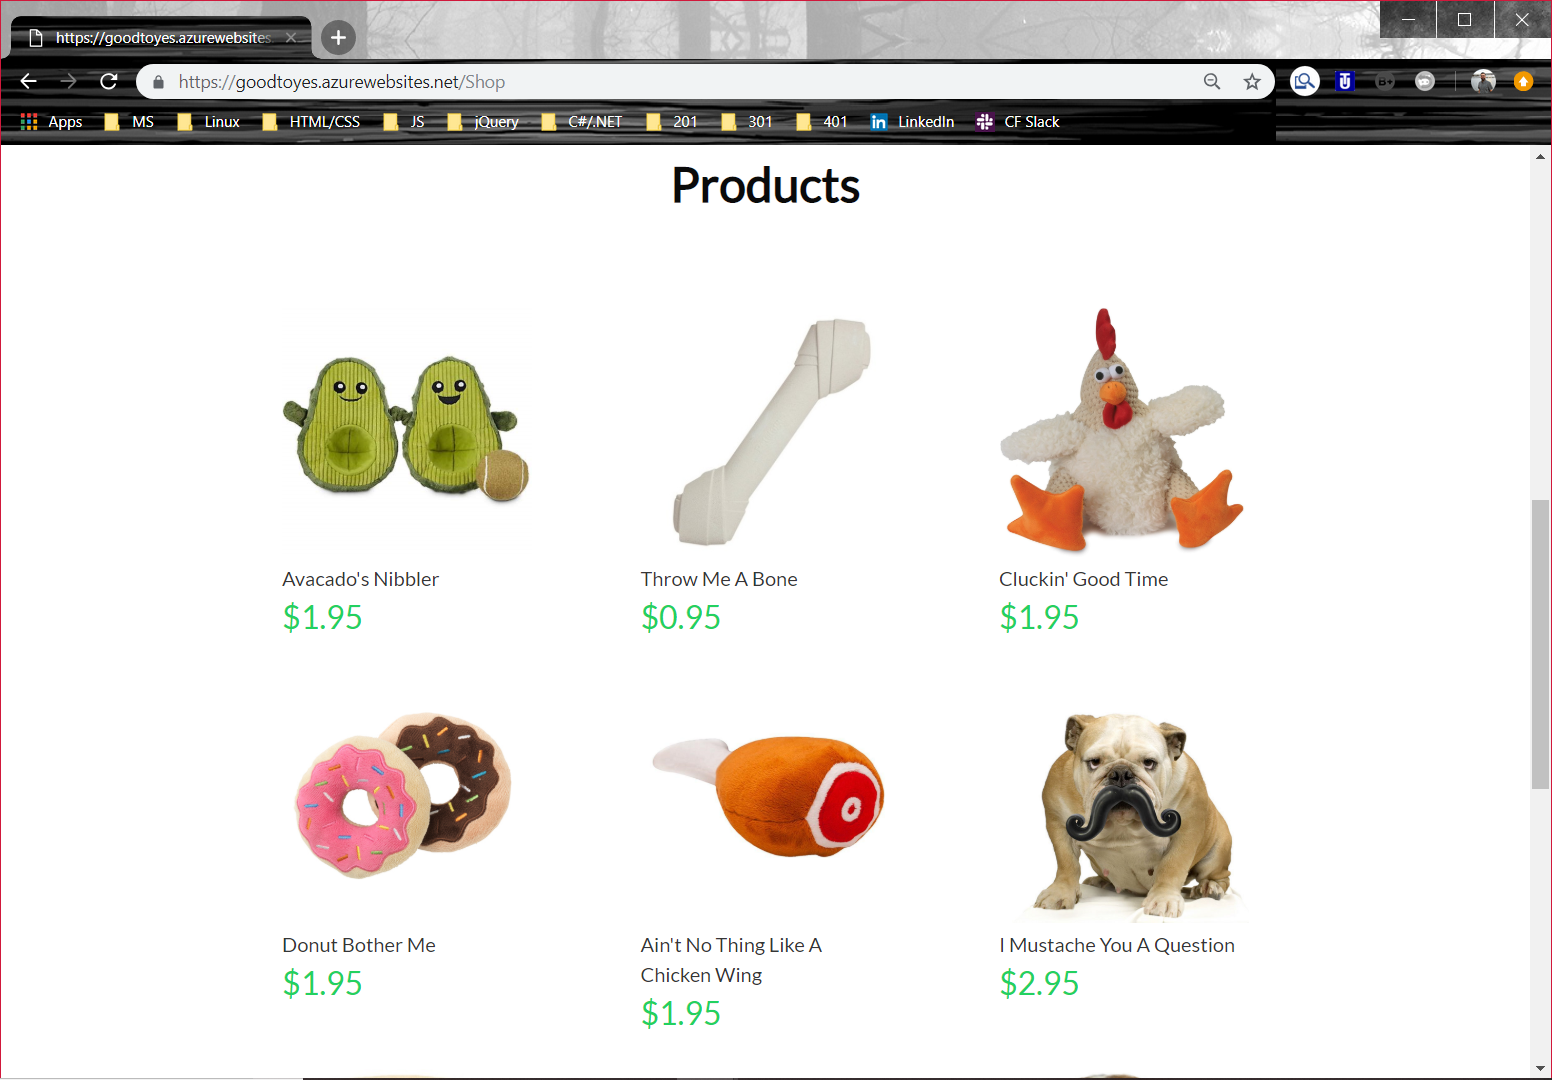 https://goodtoyes.azurewebsites
https://goodtoyes.azurewebsites.net/Shop
Apps MS Linux HTML/CSS JS jQuery C#/.NET 201 301 401 LinkedIn CF Slack
Products
Avacado's Nibbler
$1.95
Throw Me A Bone
$0.95
Cluckin' Good Time
$1.95
Donut Bother Me
$1.95
Ain't No Thing Like A
Chicken Wing
$1.95
I Mustache You A Question
$2.95